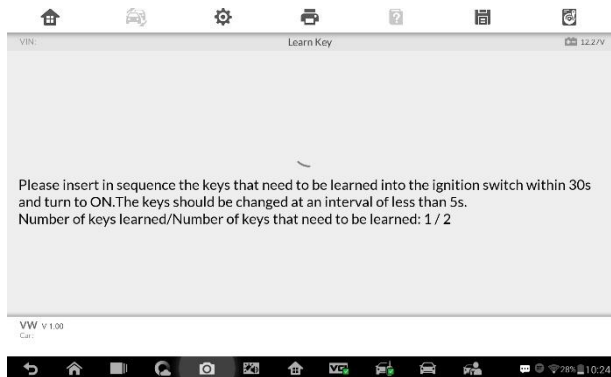 VIN:
Learn Key
12.27V
Please insert in sequence the keys that need to be learned into the ignition switch within 30s
and turn to ON.The keys should be changed at an interval of less than 5s.
Number of keys learned/Number of keys that need to be learned: 1 / 2
VW V 1.00
Car:
28% 10:24